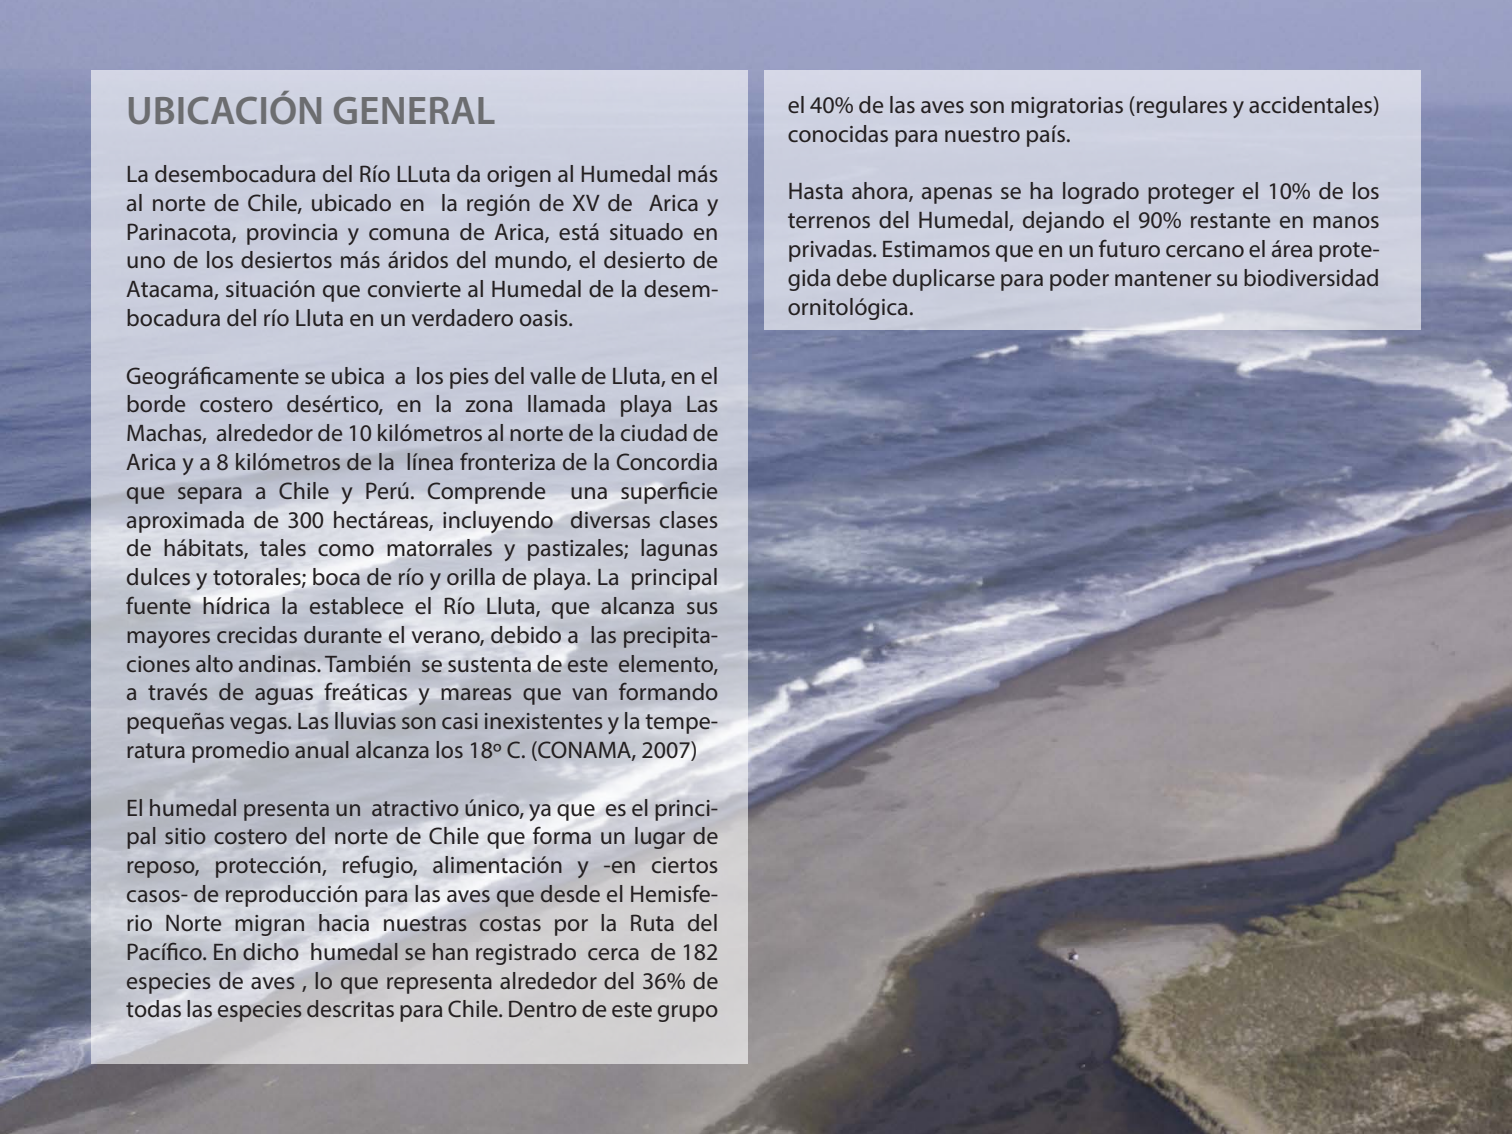 UBICACIÓN GENERAL
La desembocadura del Río LLuta da origen al Humedal más
al norte de Chile, ubicado en la región de XV de Arica y
Parinacota, provincia y comuna de Arica, está situado en
uno de los desiertos más áridos del mundo, el desierto de
Atacama, situación que convierte al Humedal de la desem-
bocadura del río Lluta en un verdadero oasis.
Geográficamente se ubica a los pies del valle de Lluta, en el
borde costero desértico, en la zona llamada playa Las
Machas, alrededor de 10 kilómetros al norte de la ciudad de
Arica y a 8 kilómetros de la línea fronteriza de la Concordia
que separa a Chile y Perú. Comprende una superficie
aproximada de 300 hectáreas, incluyendo diversas clases
de hábitats, tales como matorrales y pastizales; lagunas
dulces y totorales; boca de río y orilla de playa. La principal
fuente hídrica la establece el Río Lluta, que alcanza sus
mayores crecidas durante el verano, debido a las precipita-
ciones alto andinas. También se sustenta de este elemento,
a través de aguas freáticas y mareas que van formando
pequeñas vegas. Las lluvias son casi inexistentes y la tempe-
ratura promedio anual alcanza los 18º C. (CONAMA, 2007)
El humedal presenta un atractivo único, ya que es el princi-
pal sitio costero del norte de Chile que forma un lugar de
reposo, protección, refugio, alimentación y -en ciertos
casos- de reproducción para las aves que desde el Hemisfe-
rio Norte migran hacia nuestras costas por la Ruta del
Pacífico. En dicho humedal se han registrado cerca de 182
especies de aves , lo que representa alrededor del 36% de
todas las especies descritas para Chile. Dentro de este grupo
el 40% de las aves son migratorias (regulares y accidentales)
conocidas para nuestro país.
Hasta ahora, apenas se ha logrado proteger el 10% de los
terrenos del Humedal, dejando el 90% restante en manos
privadas. Estimamos que en un futuro cercano el área prote-
gida debe duplicarse para poder mantener su biodiversidad
ornitológica.